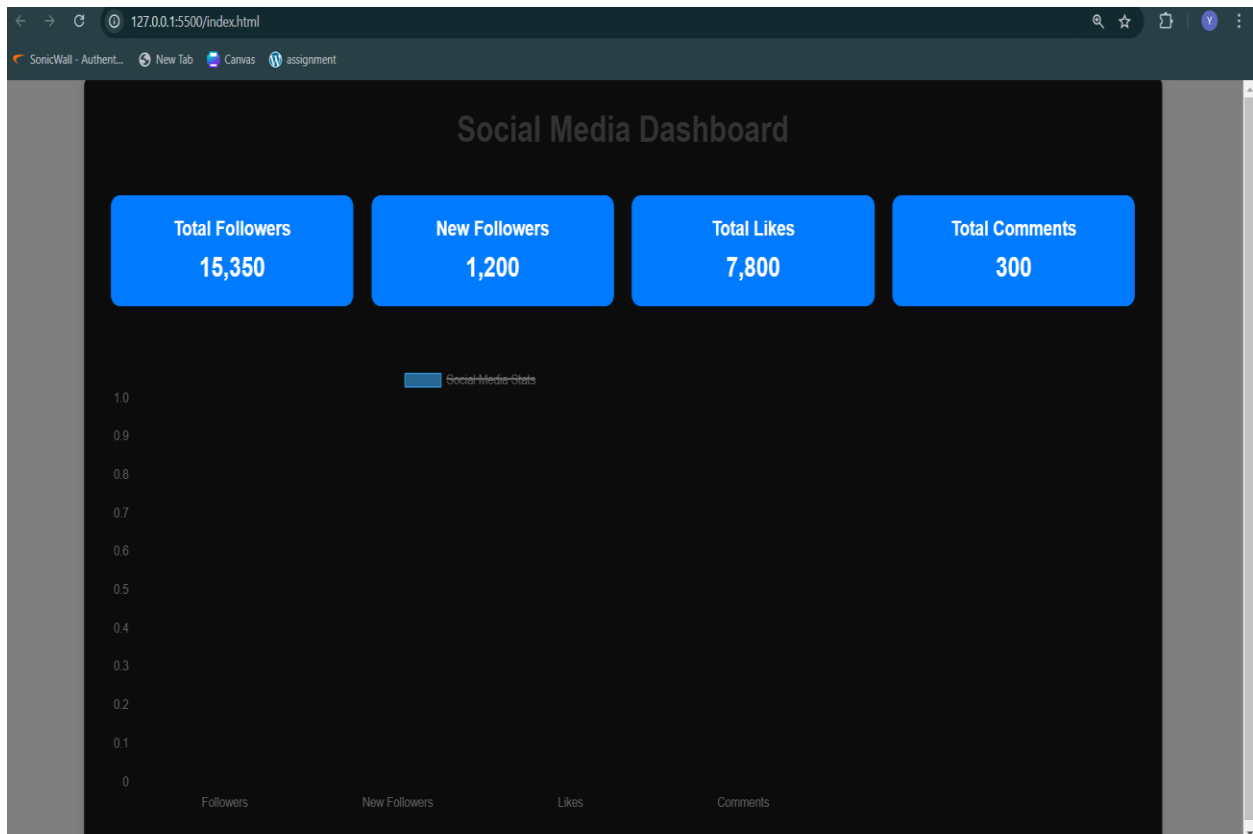 127.0.0.1:5500/index.html
Y
SonicWall - Authent... New Tab Canvas assignment
Social Media Dashboard
Total Followers New Followers Total Likes Total Comments
15,350 1,200 7,800 300
Social Media Stats
1.0
0.9
0.8
0.7
0.6
0.5
0.4
0.3
0.2
0.1
0
Followers New Followers Likes Comments